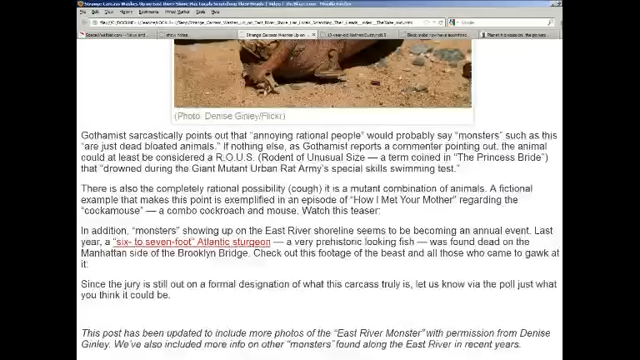 (Photo: Denise Ginley/Flickr)
Gothamist sarcastically points out that “annoying rational people” would probably say “monsters” such as this
“are just dead bloated animals.” If nothing else, as Gothamist reports a commenter pointing out, the animal
could at least be considered a R.O.U.S. (Rodent of Unusual Size — a term coined in “The Princess Bride”)
that “drowned during the Giant Mutant Urban Rat Army's special skills swimming test.”
There is also the completely rational possibility (cough) it is a mutant combination of animals. A fictional
example that makes this point is exemplified in an episode of “How I Met Your Mother” regarding the
“cockamouse” — a combo cockroach and mouse. Watch this teaser:
In addition, “monsters” showing up on the East River shoreline seems to be becoming an annual event. Last
year, a “six- to seven-foot” Atlantic sturgeon — a very prehistoric looking fish — was found dead on the
Manhattan side of the Brooklyn Bridge. Check out this footage of the beast and all those who came to gawk at
it:
Since the jury is still out on a formal designation of what this carcass truly is, let us know via the poll just what
you think it could be.
This post has been updated to include more photos of the “East River Monster” with permission from Denise
Ginley. We've also included more info on other “monsters” found along the East River in recent years.